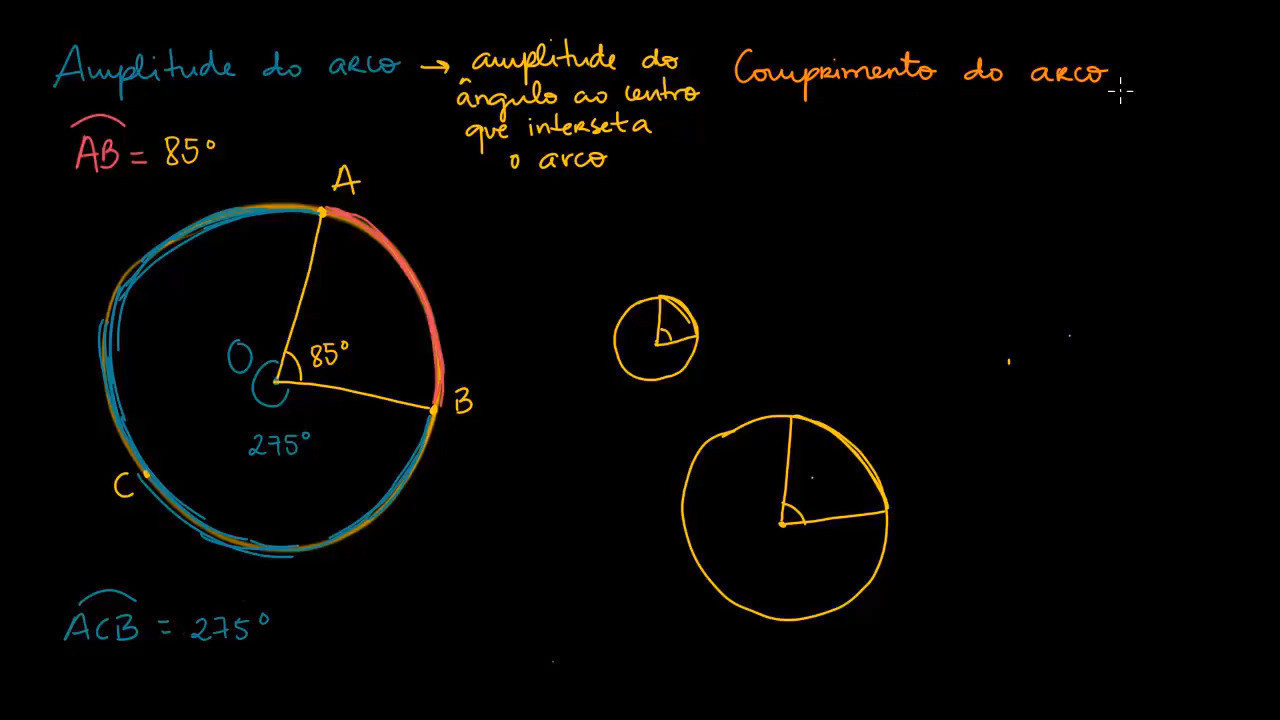 Amplitude do arco → amplitude do
ângulo ao centro
que interseta
o arco
Comprimento do arco
AB = 85°
A
O
85°
B
275°
C
ACB = 275°